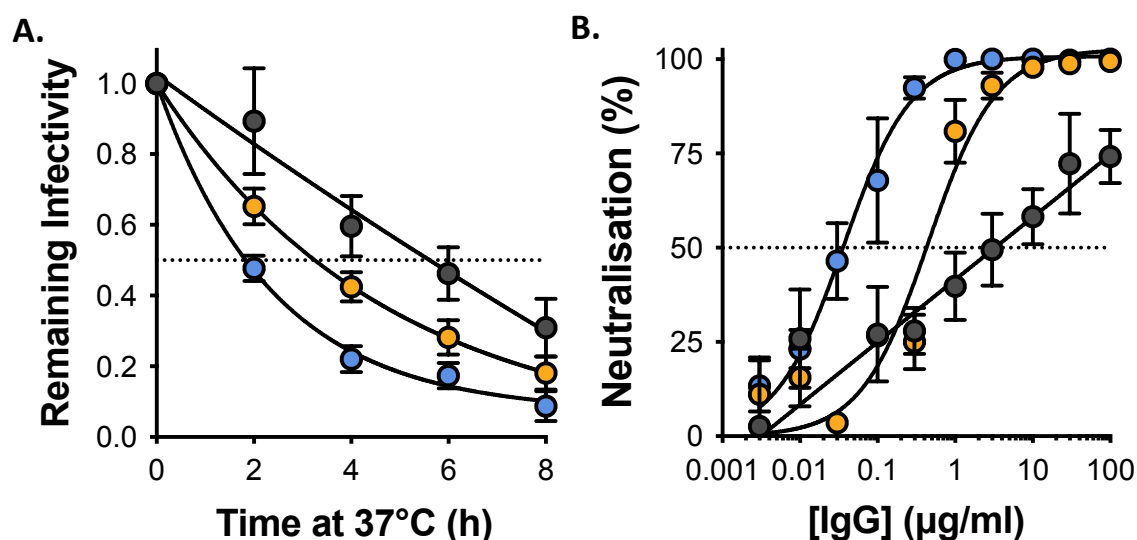 A.
Remaining Infectivity
1.0
0.8
0.6
0.4
0.2
0.0
0 2 4 6 8
Time at 37°C (h)
B.
Neutralisation (%)
100
75
50
25
0
0.001 0.01 0.1 1 10 100
[IgG] (µg/ml)